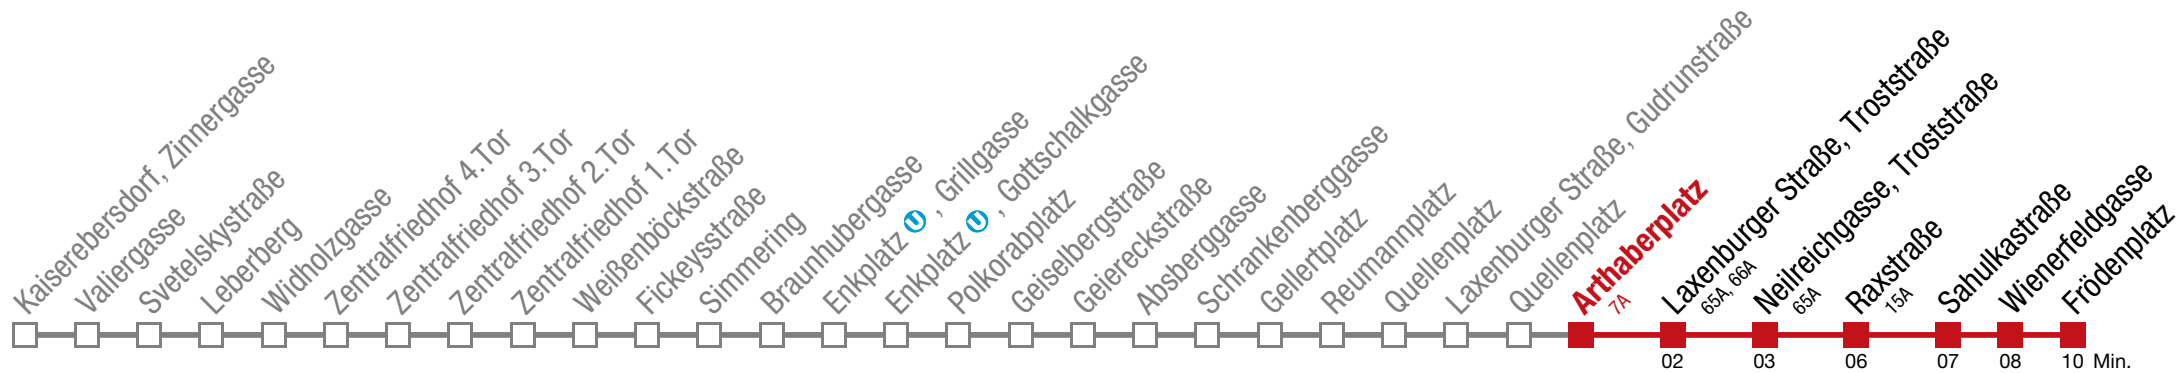 Kaiserebersdorf, Zinnergasse
Valiergasse
Svetelskystraße
Leberberg
Widholzgasse
Zentralfriedhof 4.Tor
Zentralfriedhof 3.Tor
Zentralfriedhof 2.Tor
Zentralfriedhof 1.Tor
Weißenböckstraße
Fickeysstraße
Simmering
Braunhubergasse
Enkplatz U, Grillgasse
Enkplatz U, Gottschalkgasse
Polkorabplatz
Geiselbergstraße
Geiereckstraße
Absberggasse
Schrankenberggasse
Gellertplatz
Reumannplatz
Quellenplatz
Laxenburger Straße, Gudrunstraße
Quellenplatz
Arthaberplatz
7A
Laxenburger Straße, Troststraße
65A, 66A
Neilreichgasse, Troststraße
65A
Raxstraße
15A
Sahulkastraße
Wienerfeldgasse
Frödenplatz
02 03 06 07 08 10 Min.